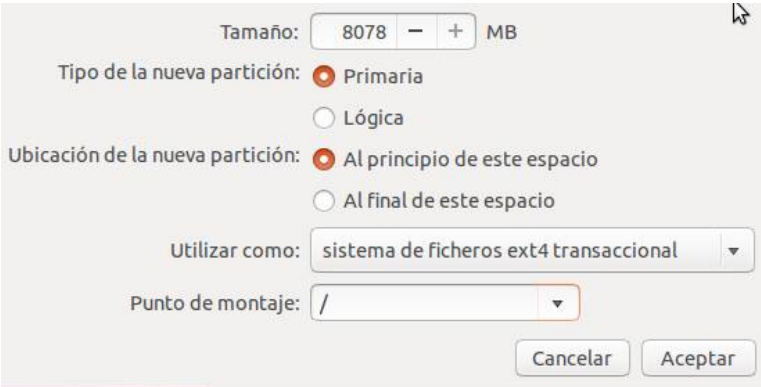 Tamaño: 8078 − + MB
Tipo de la nueva partición: Primaria
Lógica
Ubicación de la nueva partición: Al principio de este espacio
Al final de este espacio
Utilizar como: sistema de ficheros ext4 transaccional
Punto de montaje: /
Cancelar Aceptar